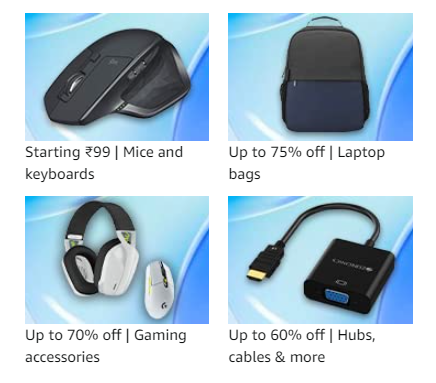 Starting ₹99 | Mice and
keyboards
Up to 75% off | Laptop
bags
Up to 70% off | Gaming
accessories
Up to 60% off | Hubs,
cables & more